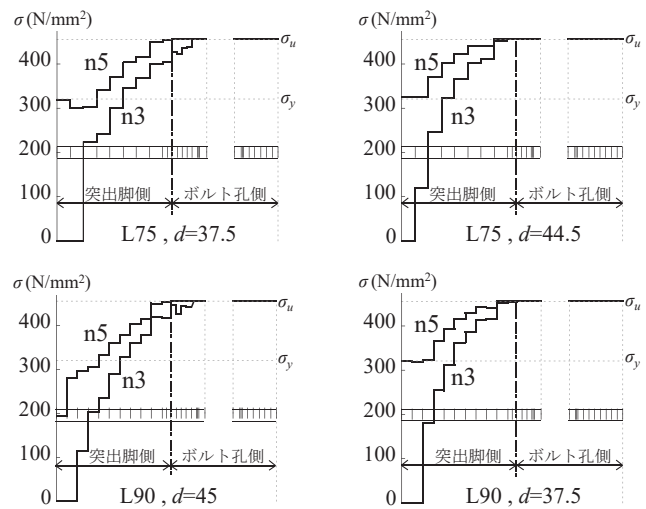 σ (N/mm²)
σu
400
n5
300
σy
n3
200
100
突出脚側
ボルト孔側
0
L75 , d=37.5
σ (N/mm²)
σu
400
n5
300
σy
n3
200
100
突出脚側
ボルト孔側
0
L75 , d=44.5
σ (N/mm²)
σu
400
n5
300
σy
n3
200
100
突出脚側
ボルト孔側
0
L90 , d=45
σ (N/mm²)
σu
400
n5
300
σy
n3
200
100
突出脚側
ボルト孔側
0
L90 , d=37.5